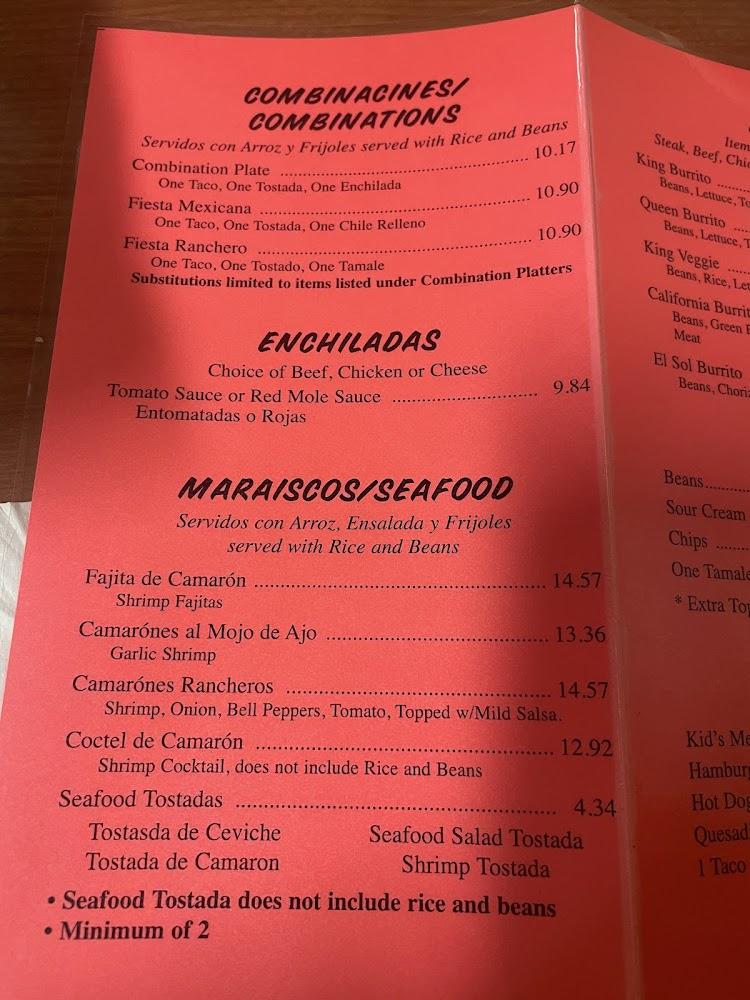 COMBINACINES/
COMBINATIONS
Servidos con Arroz y Frijoles served with Rice and Beans
Combination Plate ........ 10.17
One Taco, One Tostada, One Enchilada
Fiesta Mexicana ........ 10.90
One Taco, One Tostada, One Chile Relleno
Fiesta Ranchero ........ 10.90
One Taco, One Tostado, One Tamale
Substitutions limited to items listed under Combination Platters
ENCHILADAS
Choice of Beef, Chicken or Cheese
Tomato Sauce or Red Mole Sauce ........ 9.84
Entomatadas o Rojas
MARAISCOS/SEAFOOD
Servidos con Arroz, Ensalada y Frijoles
served with Rice and Beans
Fajita de Camarón ........ 14.57
Shrimp Fajitas
Camarónes al Mojo de Ajo ........ 13.36
Garlic Shrimp
Camarónes Rancheros ........ 14.57
Shrimp, Onion, Bell Peppers, Tomato, Topped w/Mild Salsa.
Coctel de Camarón ........ 12.92
Shrimp Cocktail, does not include Rice and Beans
Seafood Tostadas ........ 4.34
Tostasda de Ceviche Seafood Salad Tostada
Tostada de Camaron Shrimp Tostada
• Seafood Tostada does not include rice and beans
• Minimum of 2
Steak, Beef,
King Burrito ........
Beans, Lettuce,
Queen Burrito ........
Beans, Lettuce,
King Veggie ........
Beans, Rice,
California
Beans, Green
Meat
El Sol Burrito
Beans,
Beans ........
Sour Cream
Chips ........
One Tamale
* Extra
Kid's
Hot
1 Taco